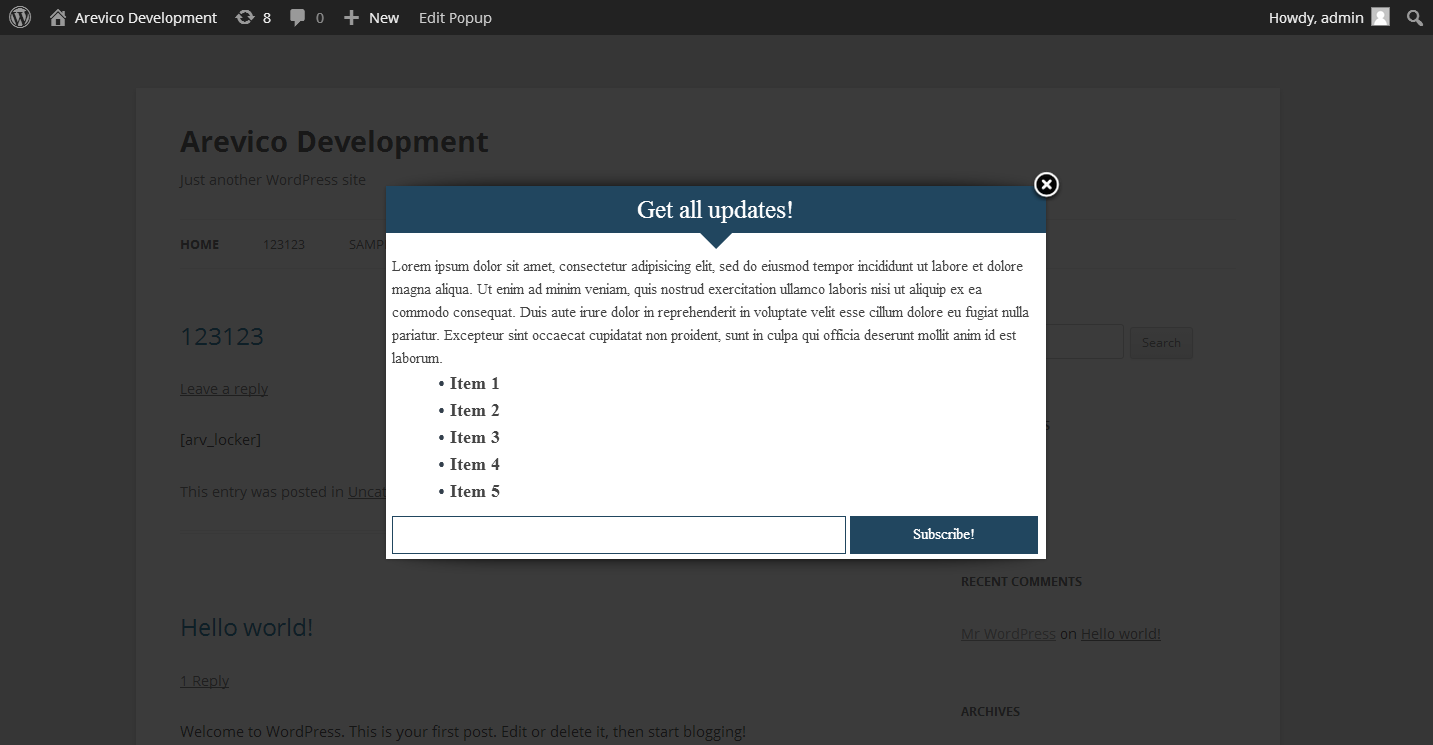 Arevico Development 8 0 New Edit Popup Howdy, admin
Arevico Development
Just another WordPress site
Get all updates!
HOME 123123 SAMP
Lorem ipsum dolor sit amet, consectetur adipisicing elit, sed do eiusmod tempor incididunt ut labore et dolore
magna aliqua. Ut enim ad minim veniam, quis nostrud exercitation ullamco laboris nisi ut aliquip ex ea
commodo consequat. Duis aute irure dolor in reprehenderit in voluptate velit esse cillum dolore eu fugiat nulla
pariatur. Excepteur sint occaecat cupidatat non proident, sunt in culpa qui officia deserunt mollit anim id est
laborum.
• Item 1
• Item 2
• Item 3
• Item 4
• Item 5
Subscribe!
123123
Leave a reply
[arv_locker]
This entry was posted in Uncat
Hello world!
1 Reply
Welcome to WordPress. This is your first post. Edit or delete it, then start blogging!
Search
RECENT COMMENTS
Mr WordPress on Hello world!
ARCHIVES